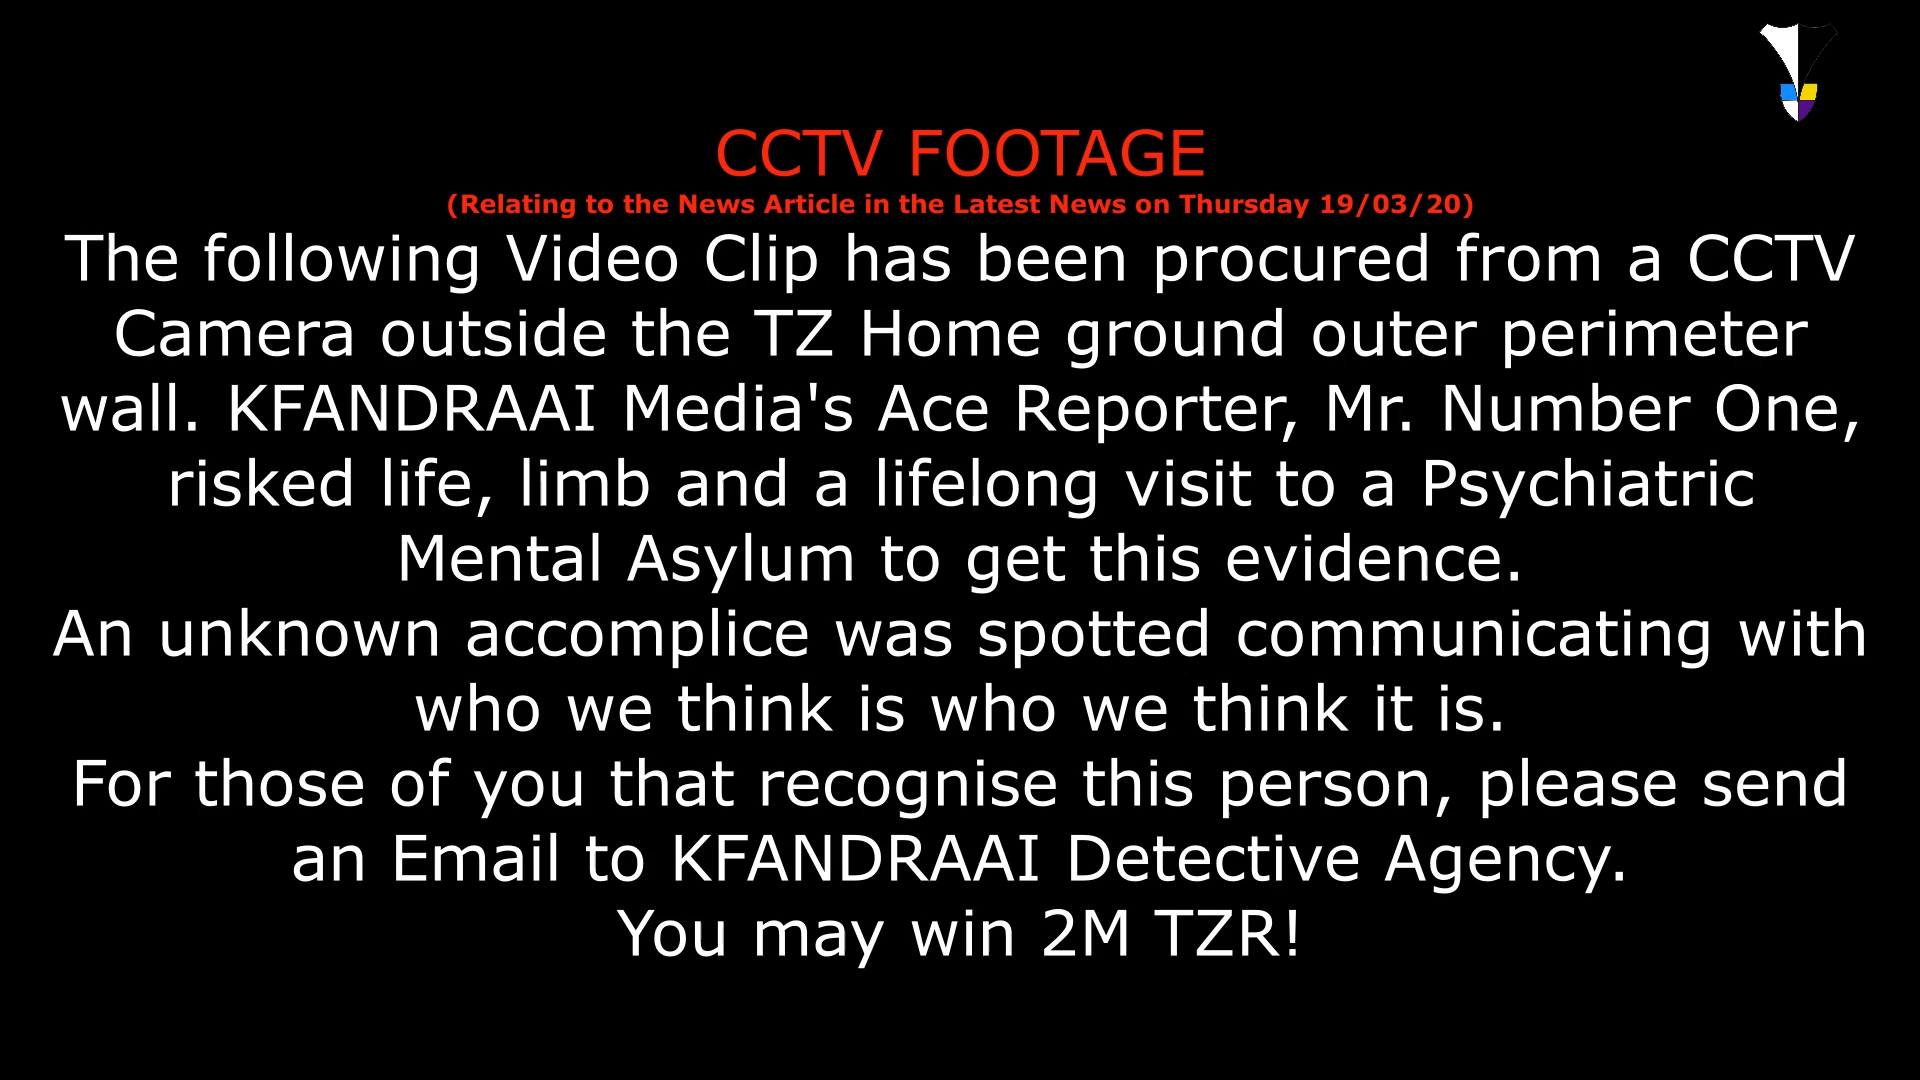 CCTV FOOTAGE
(Relating to the News Article in the Latest News on Thursday 19/03/20)
The following Video Clip has been procured from a CCTV
Camera outside the TZ Home ground outer perimeter
wall. KFANDRAAI Media's Ace Reporter, Mr. Number One,
risked life, limb and a lifelong visit to a Psychiatric
Mental Asylum to get this evidence.
An unknown accomplice was spotted communicating with
who we think is who we think it is.
For those of you that recognise this person, please send
an Email to KFANDRAAI Detective Agency.
You may win 2M TZR!